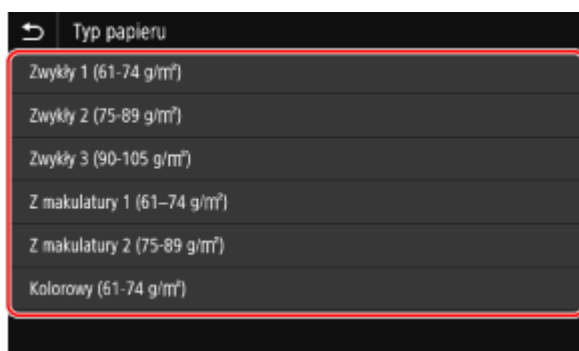 Typ papieru
Zwykły 1 (61-74 g/m²)
Zwykły 2 (75-89 g/m²)
Zwykły 3 (90-105 g/m²)
Z makulatury 1 (61–74 g/m²)
Z makulatury 2 (75-89 g/m²)
Kolorowy (61-74 g/m²)